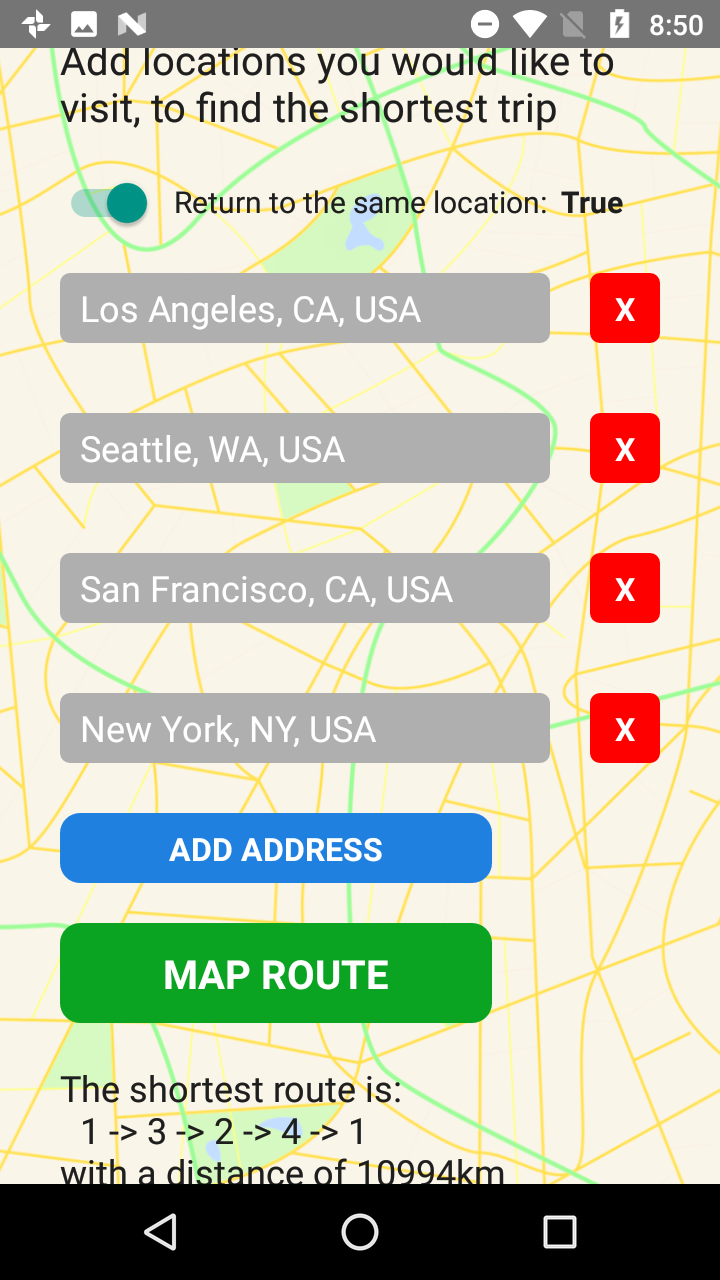 8:50
Add locations you would like to
visit, to find the shortest trip
Return to the same location: True
Los Angeles, CA, USA X
Seattle, WA, USA X
San Francisco, CA, USA X
New York, NY, USA X
ADD ADDRESS
MAP ROUTE
The shortest route is:
1 -> 3 -> 2 -> 4 -> 1
with a distance of 10994km